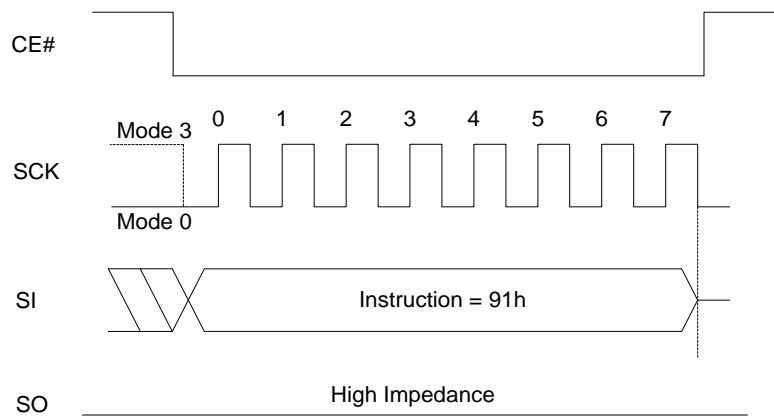 CE#
0 1 2 3 4 5 6 7
Mode 3
SCK
Mode 0
SI
Instruction = 91h
SO
High Impedance